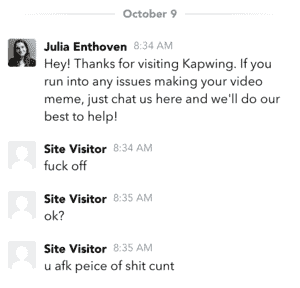 October 9
Julia Enthoven 8:34 AM
Hey! Thanks for visiting Kapwing. If you
run into any issues making your video
meme, just chat us here and we'll do our
best to help!
Site Visitor 8:34 AM
fuck off
Site Visitor 8:35 AM
ok?
Site Visitor 8:35 AM
u afk peice of shit cunt